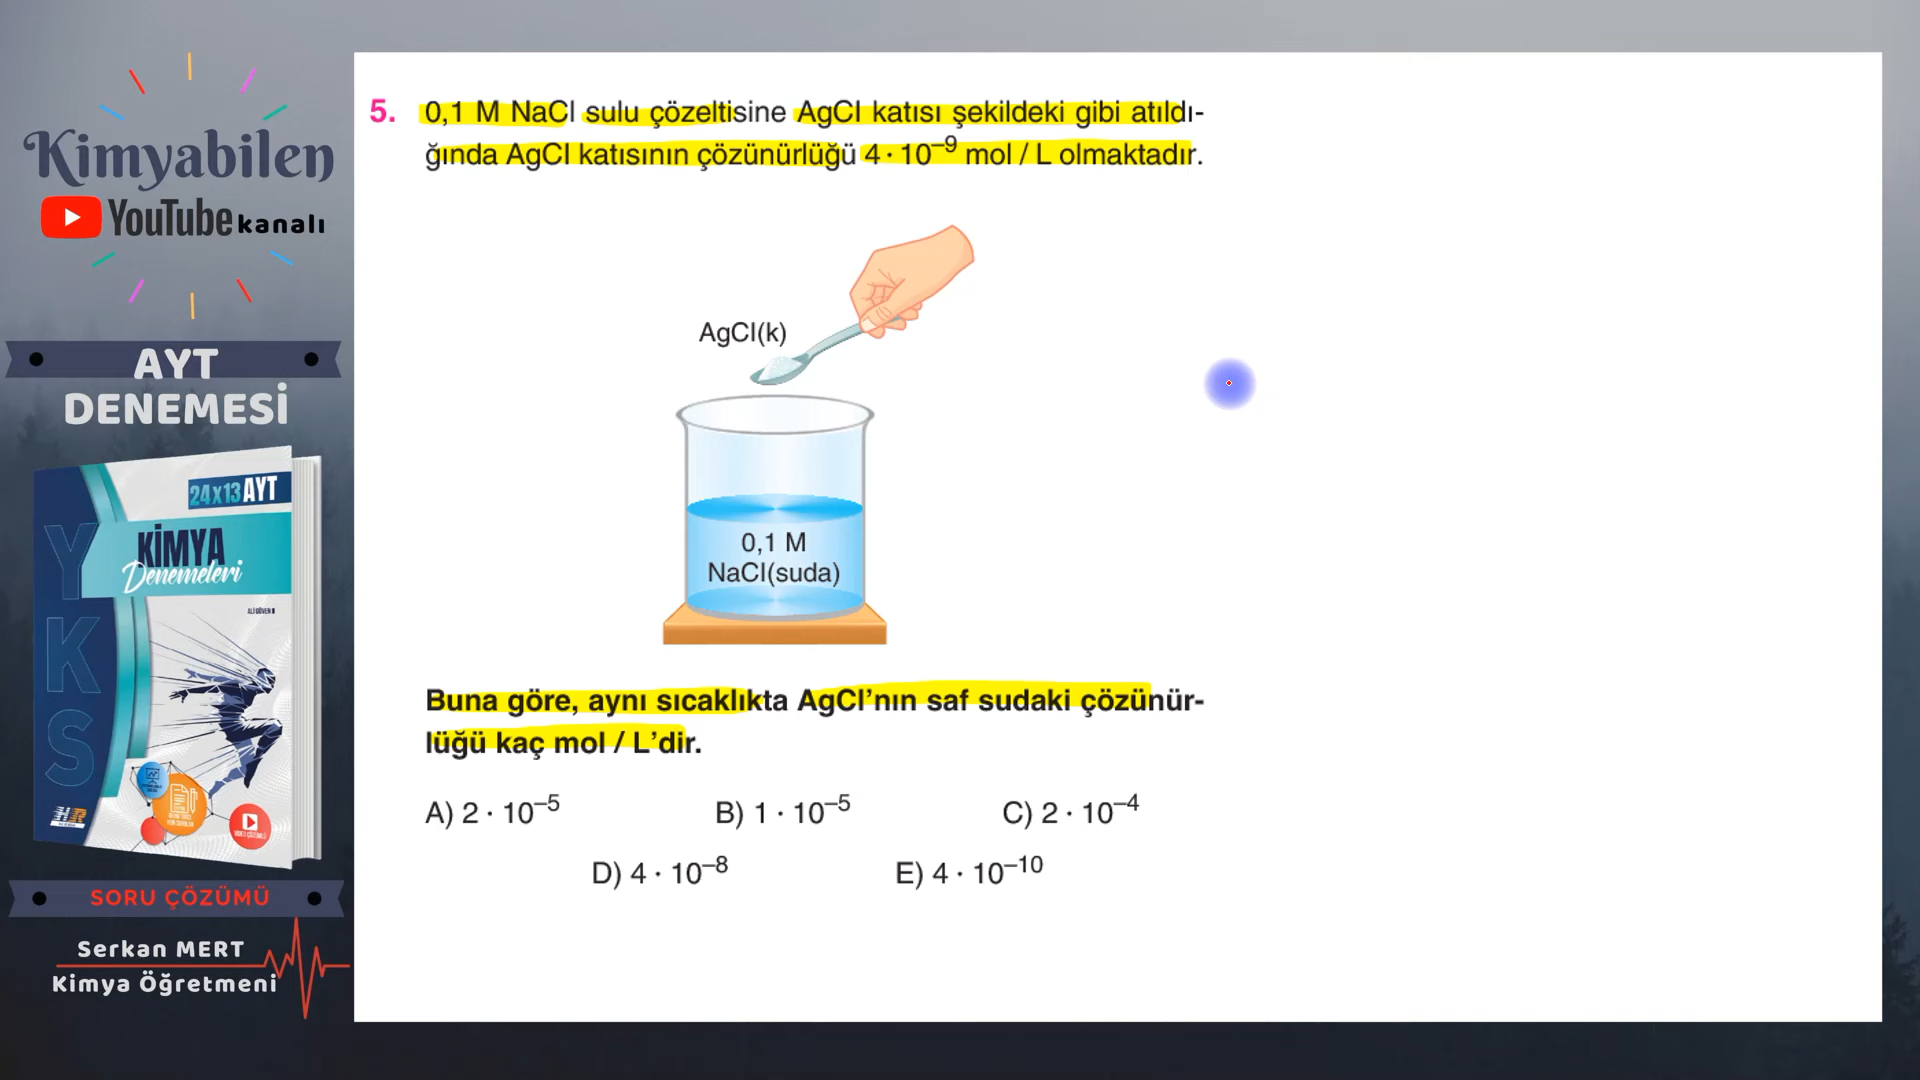 Kimyabilen
YouTube kanalı
AYT
DENEMESİ
24x13 AYT
KİMYA
Denemeleri
ALİ GÜVEN
YKS
SORU ÇÖZÜMÜ
Serkan MERT
Kimya Öğretmeni
5. 0,1 M NaCl sulu çözeltisine AgCl katısı şekildeki gibi atıldı-
ğında AgCl katısının çözünürlüğü 4 · 10⁻⁹ mol / L olmaktadır.
AgCl(k)
0,1 M
NaCl(suda)
Buna göre, aynı sıcaklıkta AgCl’nın saf sudaki çözünür-
lüğü kaç mol / L’dir.
A) 2 · 10⁻⁵ B) 1 · 10⁻⁵ C) 2 · 10⁻⁴
D) 4 · 10⁻⁸ E) 4 · 10⁻¹⁰